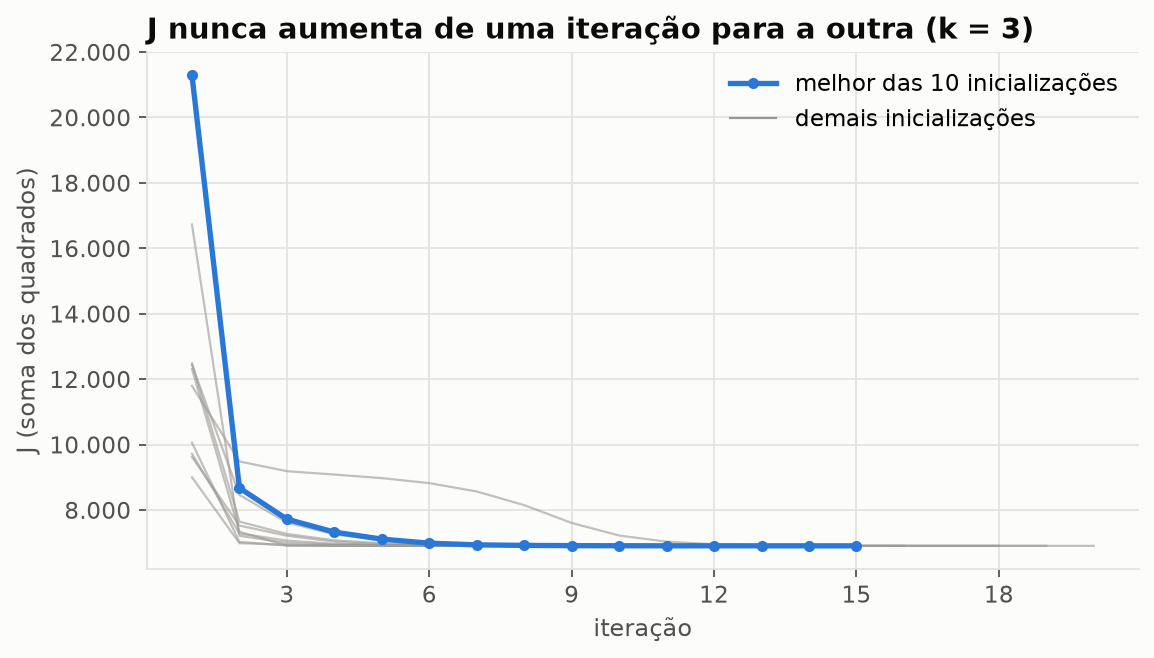 J nunca aumenta de uma iteração para a outra (k = 3)
melhor das 10 inicializações
demais inicializações
J (soma dos quadrados)
22.000
20.000
18.000
16.000
14.000
12.000
10.000
8.000
3 6 9 12 15 18
iteração